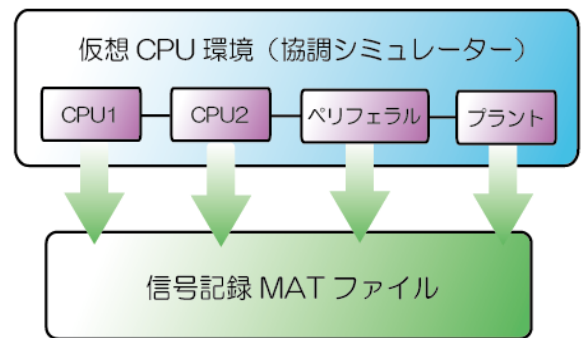 仮想 CPU 環境（協調シミュレーター）
CPU1
CPU2
ペリフェラル
プラント
信号記録 MAT ファイル